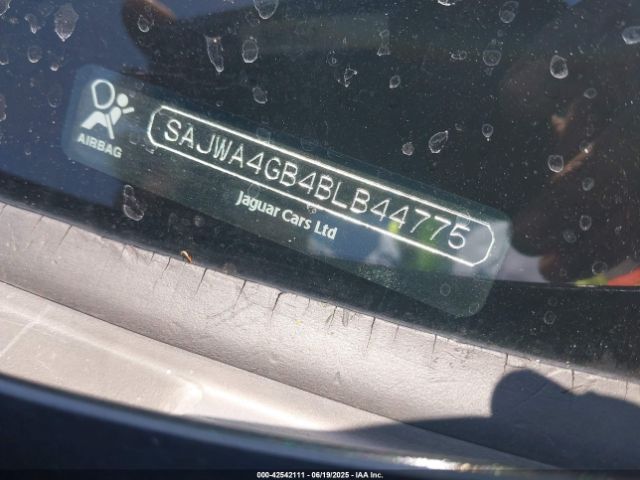 SAJWA4GB4BLB44775
AIRBAG
Jaguar Cars Ltd
000-42542111 - 06/19/2025 - IAA Inc.